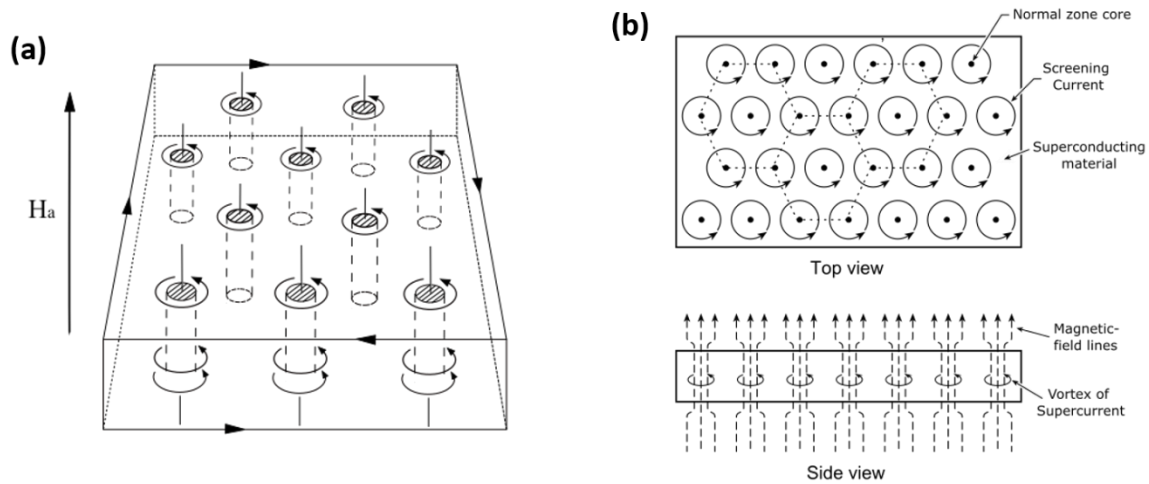 (a)
Ha
(b)
Normal zone core
Screening
Current
Superconducting
material
Top view
Magnetic-
field lines
Vortex of
Supercurrent
Side view